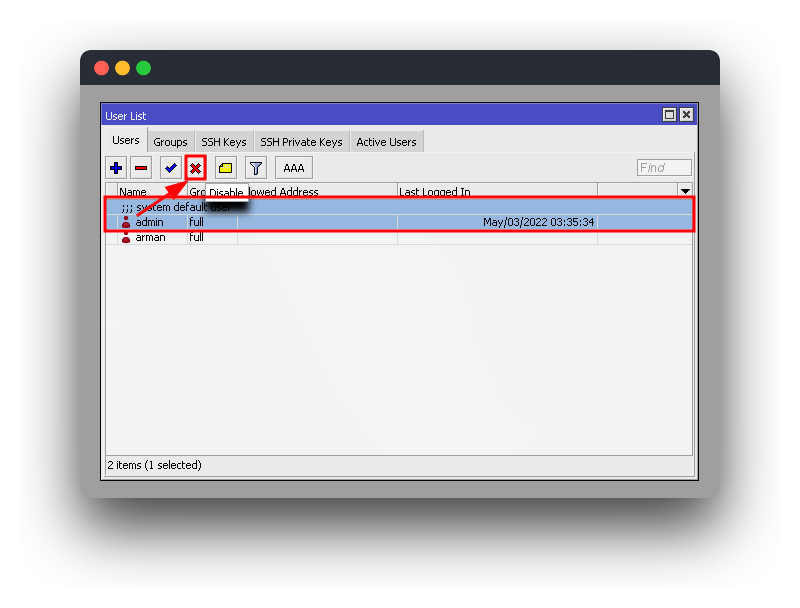 User List
Users Groups SSH Keys SSH Private Keys Active Users
AAA Find
Name Gro Disable owed Address Last Logged In
;;; system default user
admin full May/03/2022 03:35:34
arman full
2 items (1 selected)